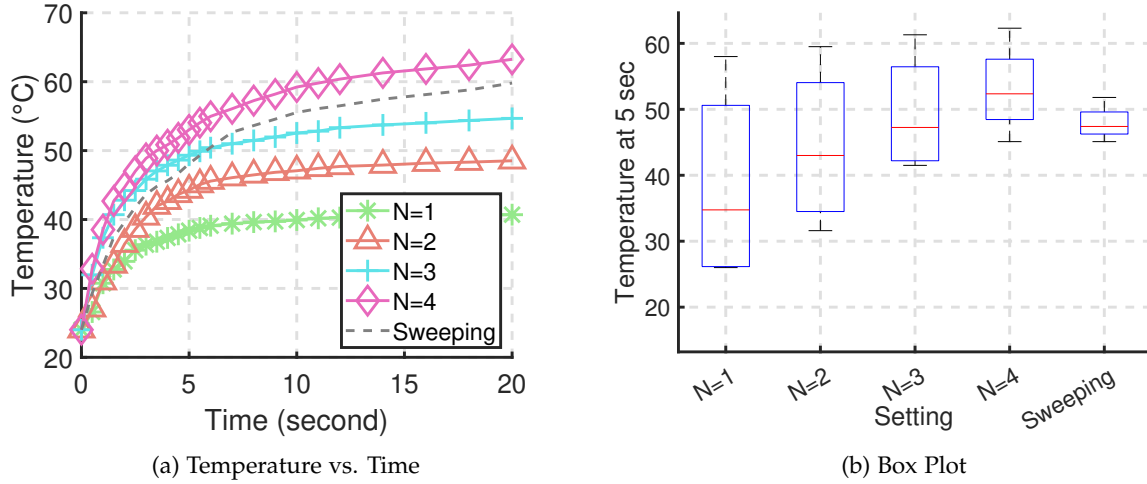 70
60
50
40
30
20
0
5
10
15
20
Temperature (°C)
Time (second)
N=1
N=2
N=3
N=4
Sweeping
(a) Temperature vs. Time
60
50
40
30
20
Temperature at 5 sec
N=1
N=2
N=3
N=4
Sweeping
Setting
(b) Box Plot